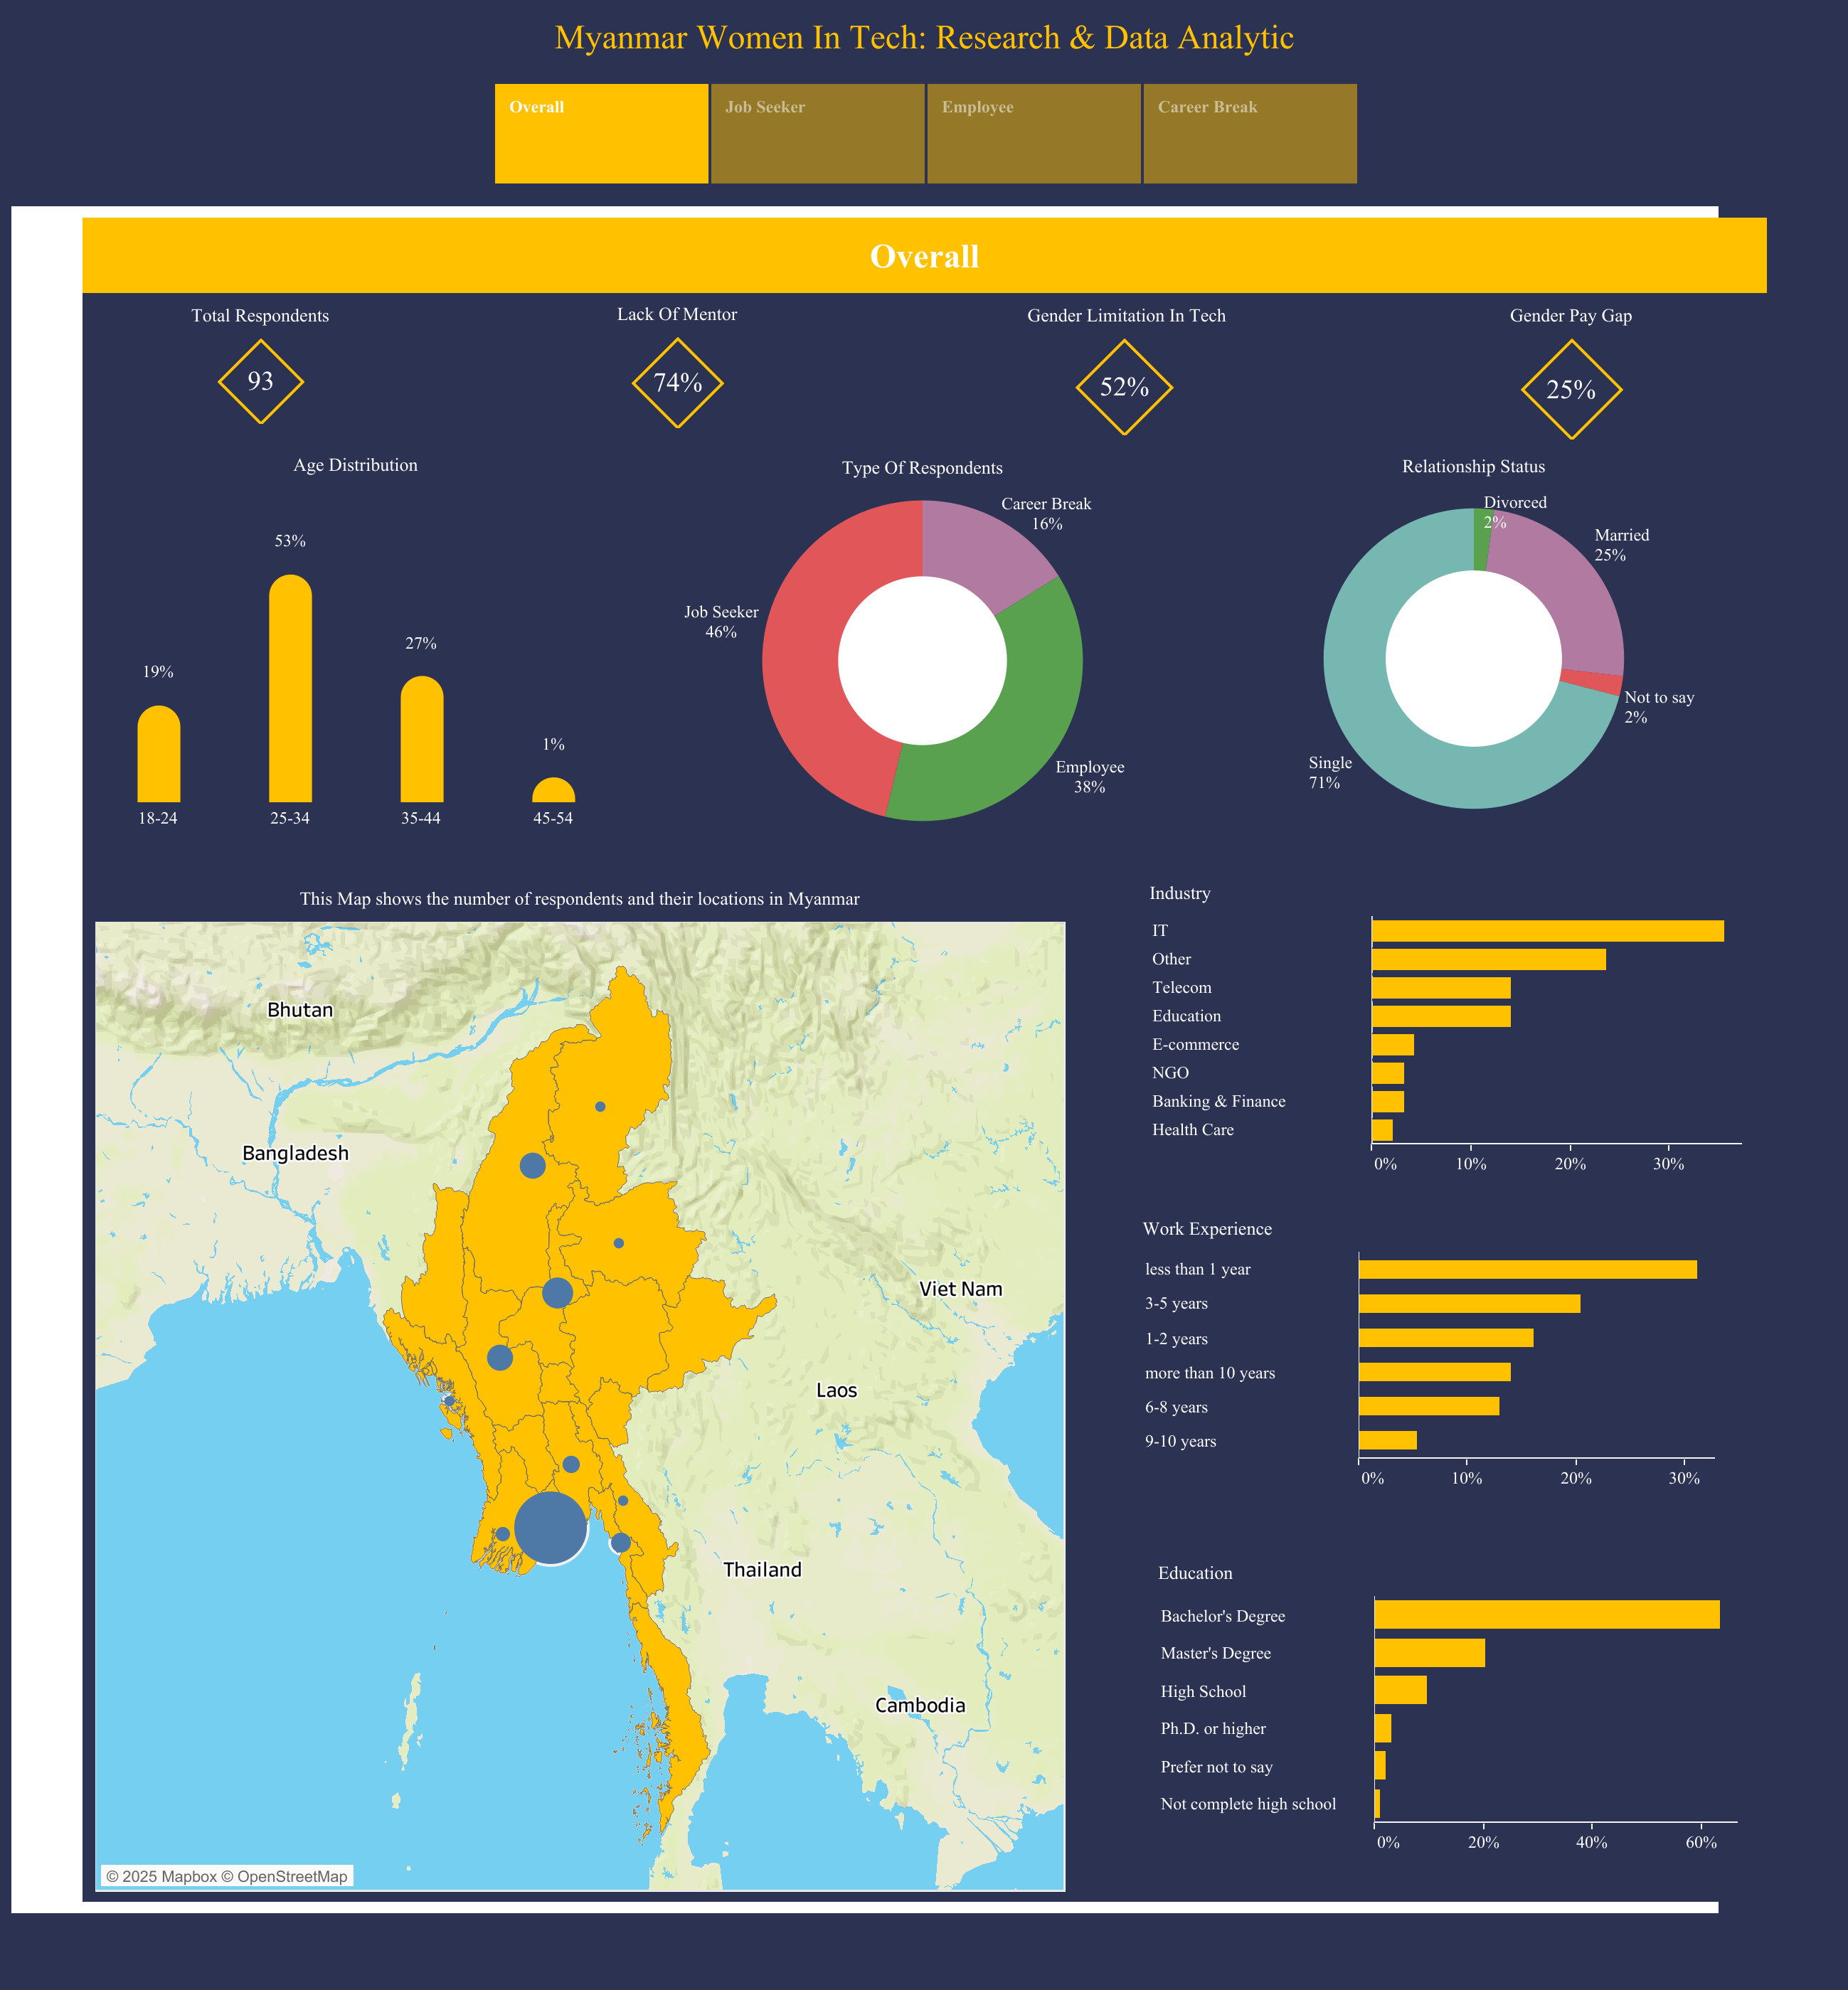 Myanmar Women In Tech: Research & Data Analytic
Overall
Job Seeker
Employee
Career Break
Overall
Total Respondents
93
Lack Of Mentor
74%
Gender Limitation In Tech
52%
Gender Pay Gap
25%
Age Distribution
19%
53%
27%
1%
18-24
25-34
35-44
45-54
Type Of Respondents
Career Break
16%
Job Seeker
46%
Employee
38%
Relationship Status
Divorced
2%
Married
25%
Not to say
2%
Single
71%
This Map shows the number of respondents and their locations in Myanmar
Bhutan
Bangladesh
Viet Nam
Laos
Thailand
Cambodia
© 2025 Mapbox © OpenStreetMap
Industry
IT
Other
Telecom
Education
E-commerce
NGO
Banking & Finance
Health Care
0%
10%
20%
30%
Work Experience
less than 1 year
3-5 years
1-2 years
more than 10 years
6-8 years
9-10 years
0%
10%
20%
30%
Education
Bachelor's Degree
Master's Degree
High School
Ph.D. or higher
Prefer not to say
Not complete high school
0%
20%
40%
60%